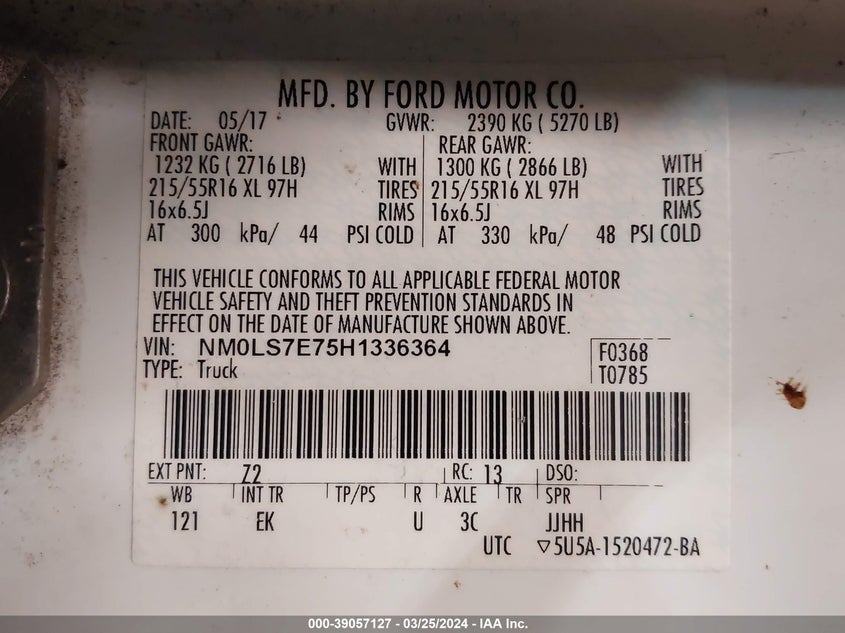 MFD. BY FORD MOTOR CO.
DATE: 05/17 GVWR: 2390 KG ( 5270 LB)
FRONT GAWR: REAR GAWR:
1232 KG ( 2716 LB) WITH 1300 KG ( 2866 LB) WITH
215/55R16 XL 97H TIRES 215/55R16 XL 97H TIRES
16x6.5J RIMS 16x6.5J RIMS
AT 300 kPa/ 44 PSI COLD AT 330 kPa/ 48 PSI COLD
THIS VEHICLE CONFORMS TO ALL APPLICABLE FEDERAL MOTOR
VEHICLE SAFETY AND THEFT PREVENTION STANDARDS IN
EFFECT ON THE DATE OF MANUFACTURE SHOWN ABOVE.
VIN: NM0LS7E75H1336364 F0368
TYPE: Truck T0785
EXT PNT: Z2 RC: 13 DSO:
WB INT TR TP/PS R AXLE TR SPR
121 EK U 3C JJHH
UTC ▽5U5A-1520472-BA
000-39057127 - 03/25/2024 - IAA Inc.